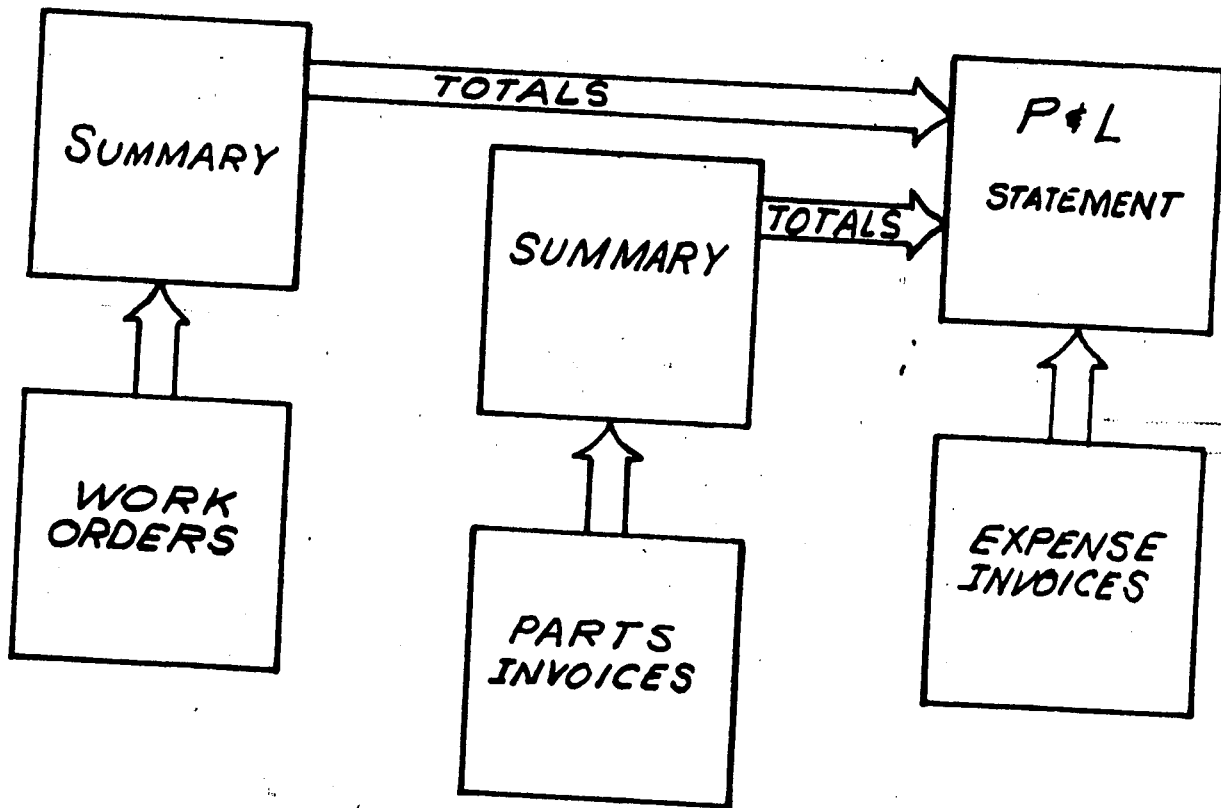 SUMMARY
TOTALS
P & L
STATEMENT
SUMMARY
TOTALS
WORK
ORDERS
PARTS
INVOICES
EXPENSE
INVOICES